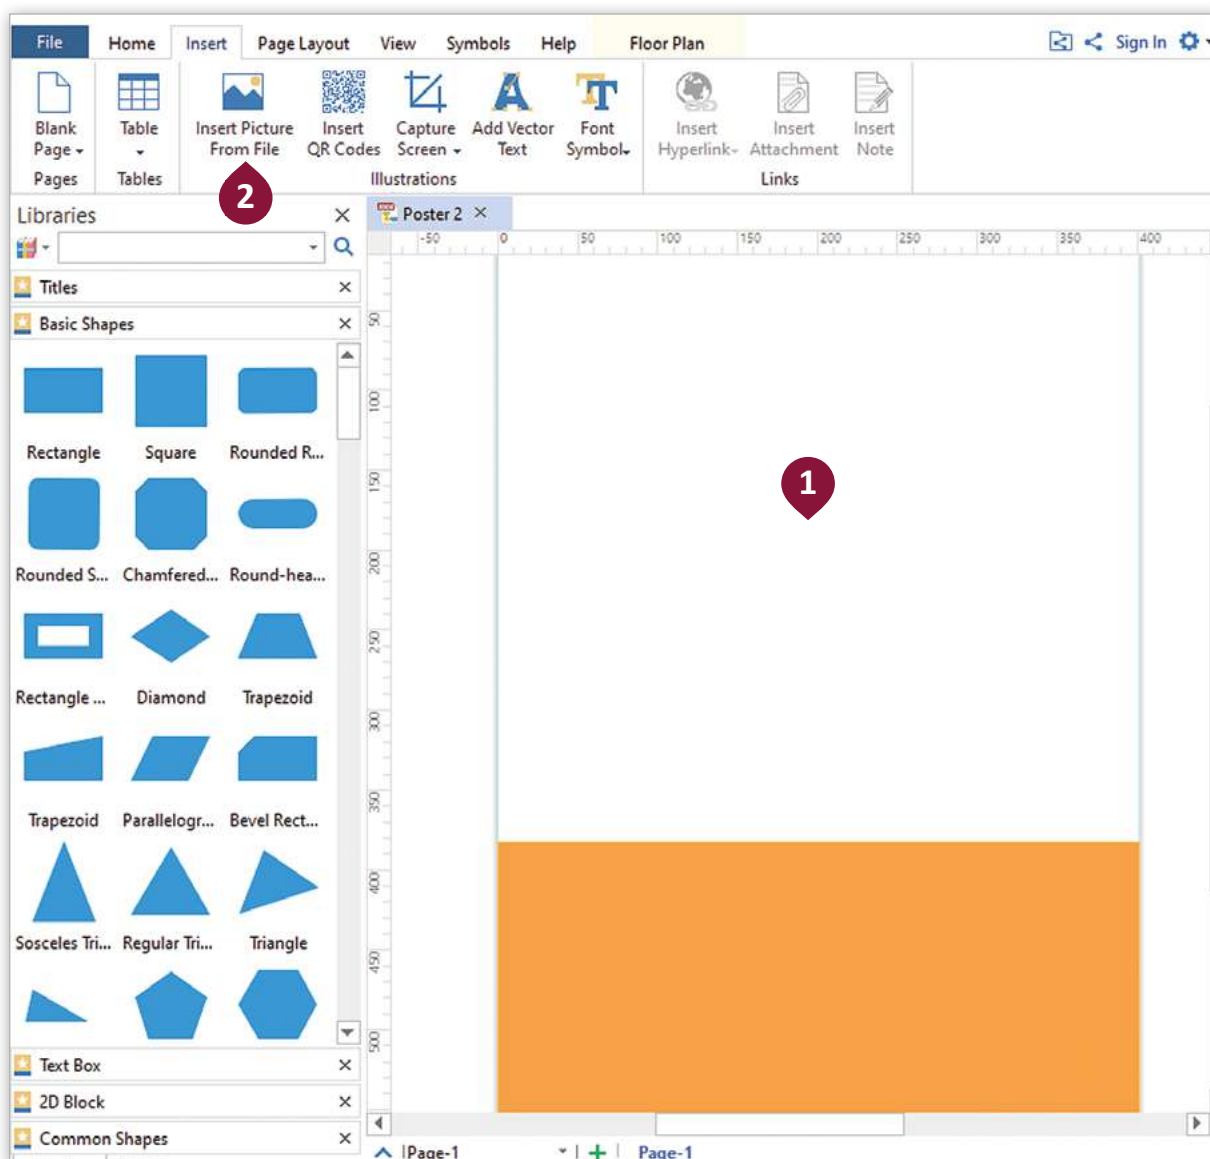 File Home Insert Page Layout View Symbols Help Floor Plan Sign In
Blank Page
Table
Insert Picture From File
Insert QR Codes
Capture Screen
Add Vector Text
Font Symbol
Insert Hyperlink
Insert Attachment
Insert Note
Pages Tables Illustrations Links
2
Libraries
Poster 2
-50 0 50 100 150 200 250 300 350 400
Titles
Basic Shapes
Rectangle Square Rounded R...
Rounded S... Chamfered... Round-hea...
Rectangle ... Diamond Trapezoid
Trapezoid Parallelogr... Bevel Rect...
Sosceles Tri... Regular Tri... Triangle
Text Box
2D Block
Common Shapes
50
100
150
200
250
300
350
400
450
500
1
Page-1 Page-1